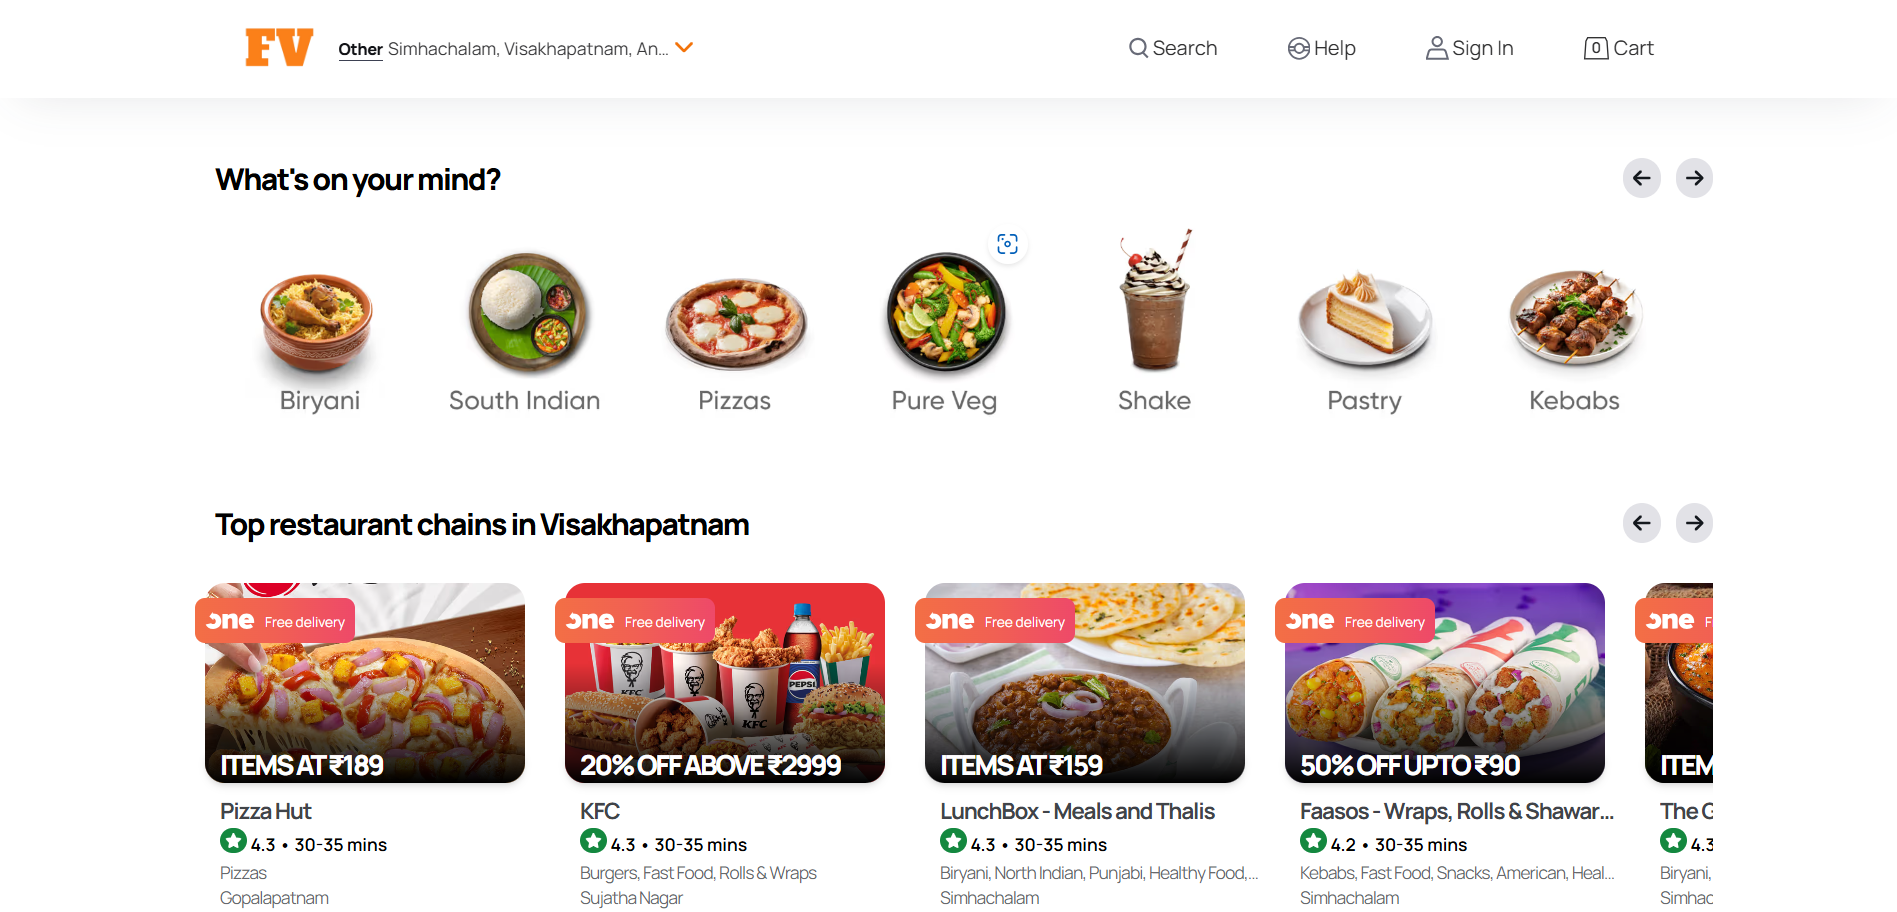 FV Other Simhachalam, Visakhapatnam, An... Search Help Sign In 0 Cart
What's on your mind?
Biryani South Indian Pizzas Pure Veg Shake Pastry Kebabs
Top restaurant chains in Visakhapatnam
one Free delivery
ITEMS AT ₹189
Pizza Hut
4.3 • 30-35 mins
Pizzas
Gopalapatnam
one Free delivery
KFC
KFC
PEPSI
20% OFF ABOVE ₹2999
KFC
4.3 • 30-35 mins
Burgers, Fast Food, Rolls & Wraps
Sujatha Nagar
one Free delivery
ITEMS AT ₹159
LunchBox - Meals and Thalis
4.3 • 30-35 mins
Biryani, North Indian, Punjabi, Healthy Food,...
Simhachalam
one Free delivery
50% OFF UPTO ₹90
Faasos - Wraps, Rolls & Shawar...
4.2 • 30-35 mins
Kebabs, Fast Food, Snacks, American, Heal...
Simhachalam
one F
ITEM
The G
4.3
Biryani,
Simhac